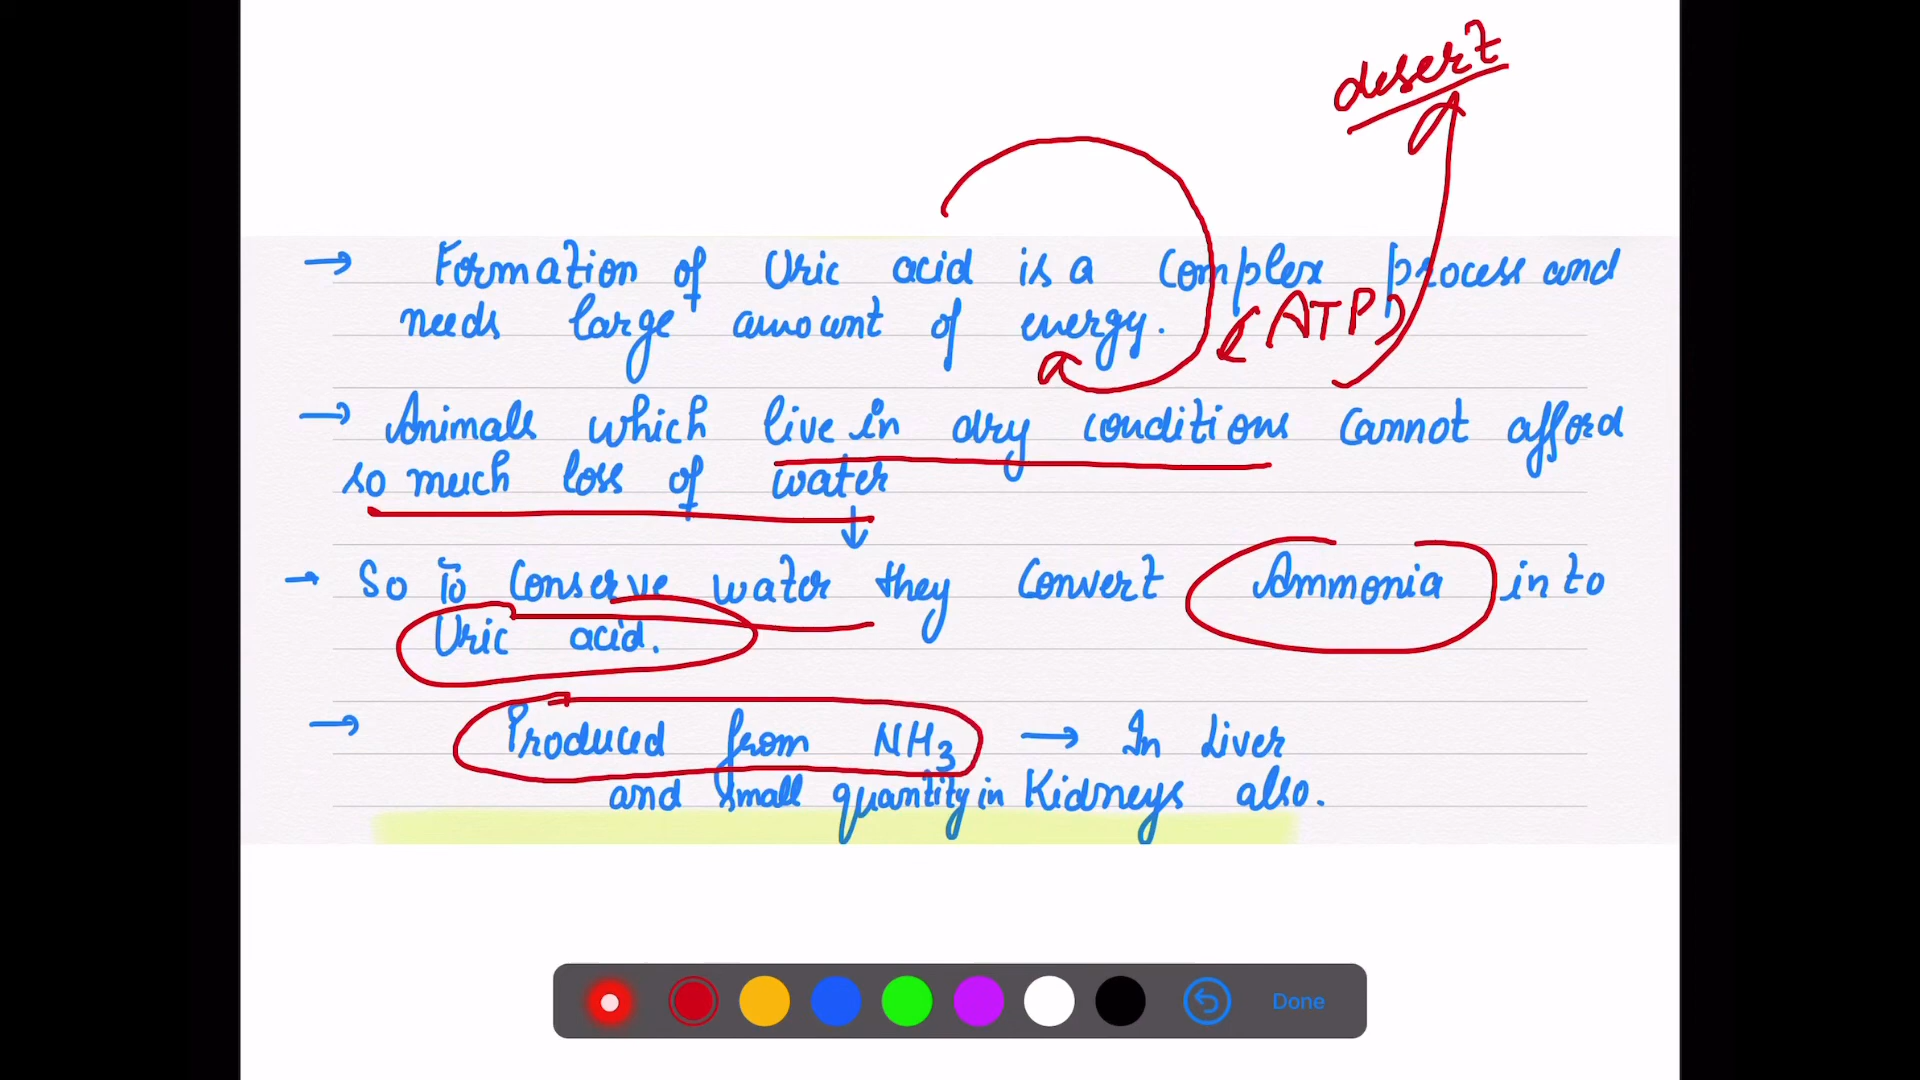 desert
→ Formation of Uric acid is a complex process and
needs large amount of energy. (ATP)
→ Animals which live in dry conditions cannot afford
so much loss of water
↓
→ So To Conserve water they Convert Ammonia in to
Uric acid.
→ Produced from NH3 → In Liver
and small quantity in Kidneys also.
Done